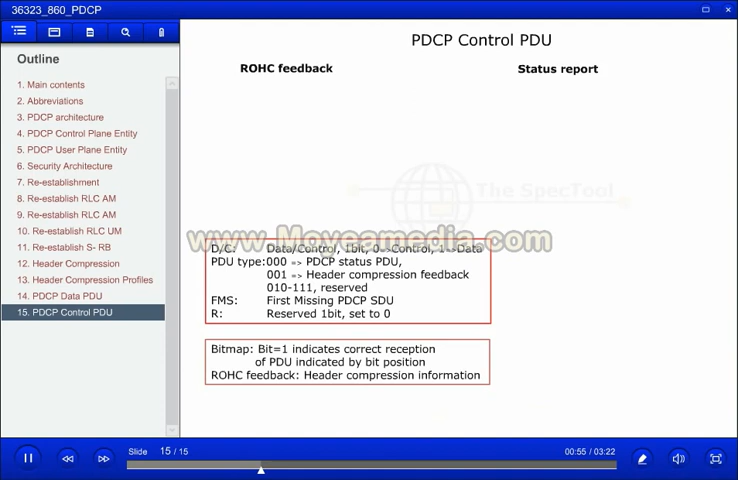 36323_860_PDCP
Outline
1. Main contents
2. Abbreviations
3. PDCP architecture
4. PDCP Control Plane Entity
5. PDCP User Plane Entity
6. Security Architecture
7. Re-establishment
8. Re-establish RLC AM
9. Re-establish RLC AM
10. Re-establish RLC UM
11. Re-establish S- RB
12. Header Compression
13. Header Compression Profiles
14. PDCP Data PDU
15. PDCP Control PDU
PDCP Control PDU
ROHC feedback
Status report
The SpecTool
www.Moyeamedia.com
D/C: Data/Control, 1bit, 0=>Control, 1=>Data
PDU type:000 => PDCP status PDU,
001 => Header compression feedback
010-111, reserved
FMS: First Missing PDCP SDU
R: Reserved 1bit, set to 0
Bitmap: Bit=1 indicates correct reception
of PDU indicated by bit position
ROHC feedback: Header compression information
Slide 15 / 15
00:55 / 03:22